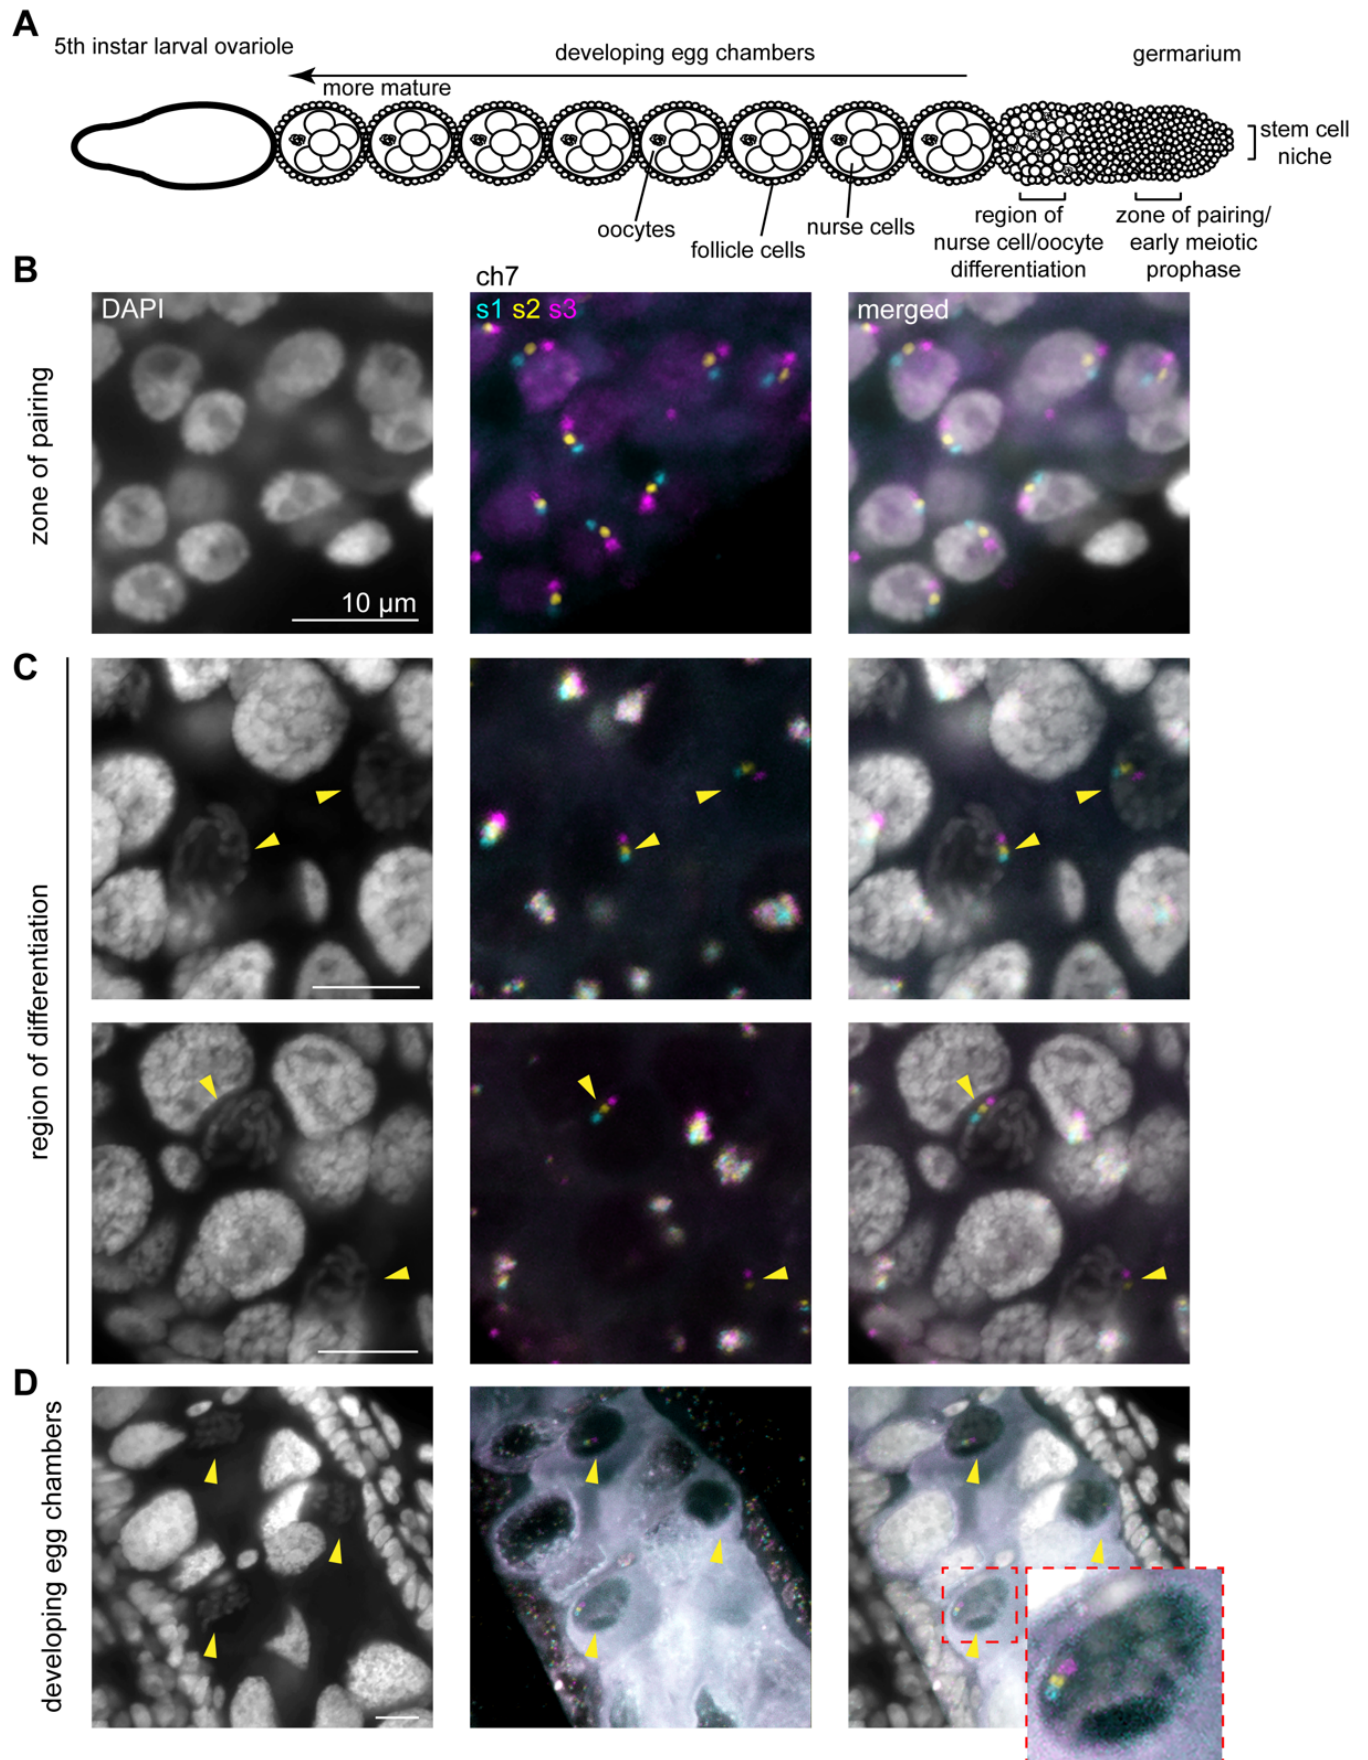 A
5th instar larval ovariole
developing egg chambers
germarium
more mature
stem cell
niche
oocytes
follicle cells
nurse cells
region of
nurse cell/oocyte
differentiation
zone of pairing/
early meiotic
prophase
B
ch7
DAPI
s1 s2 s3
merged
zone of pairing
10 µm
C
region of differentiation
D
developing egg chambers